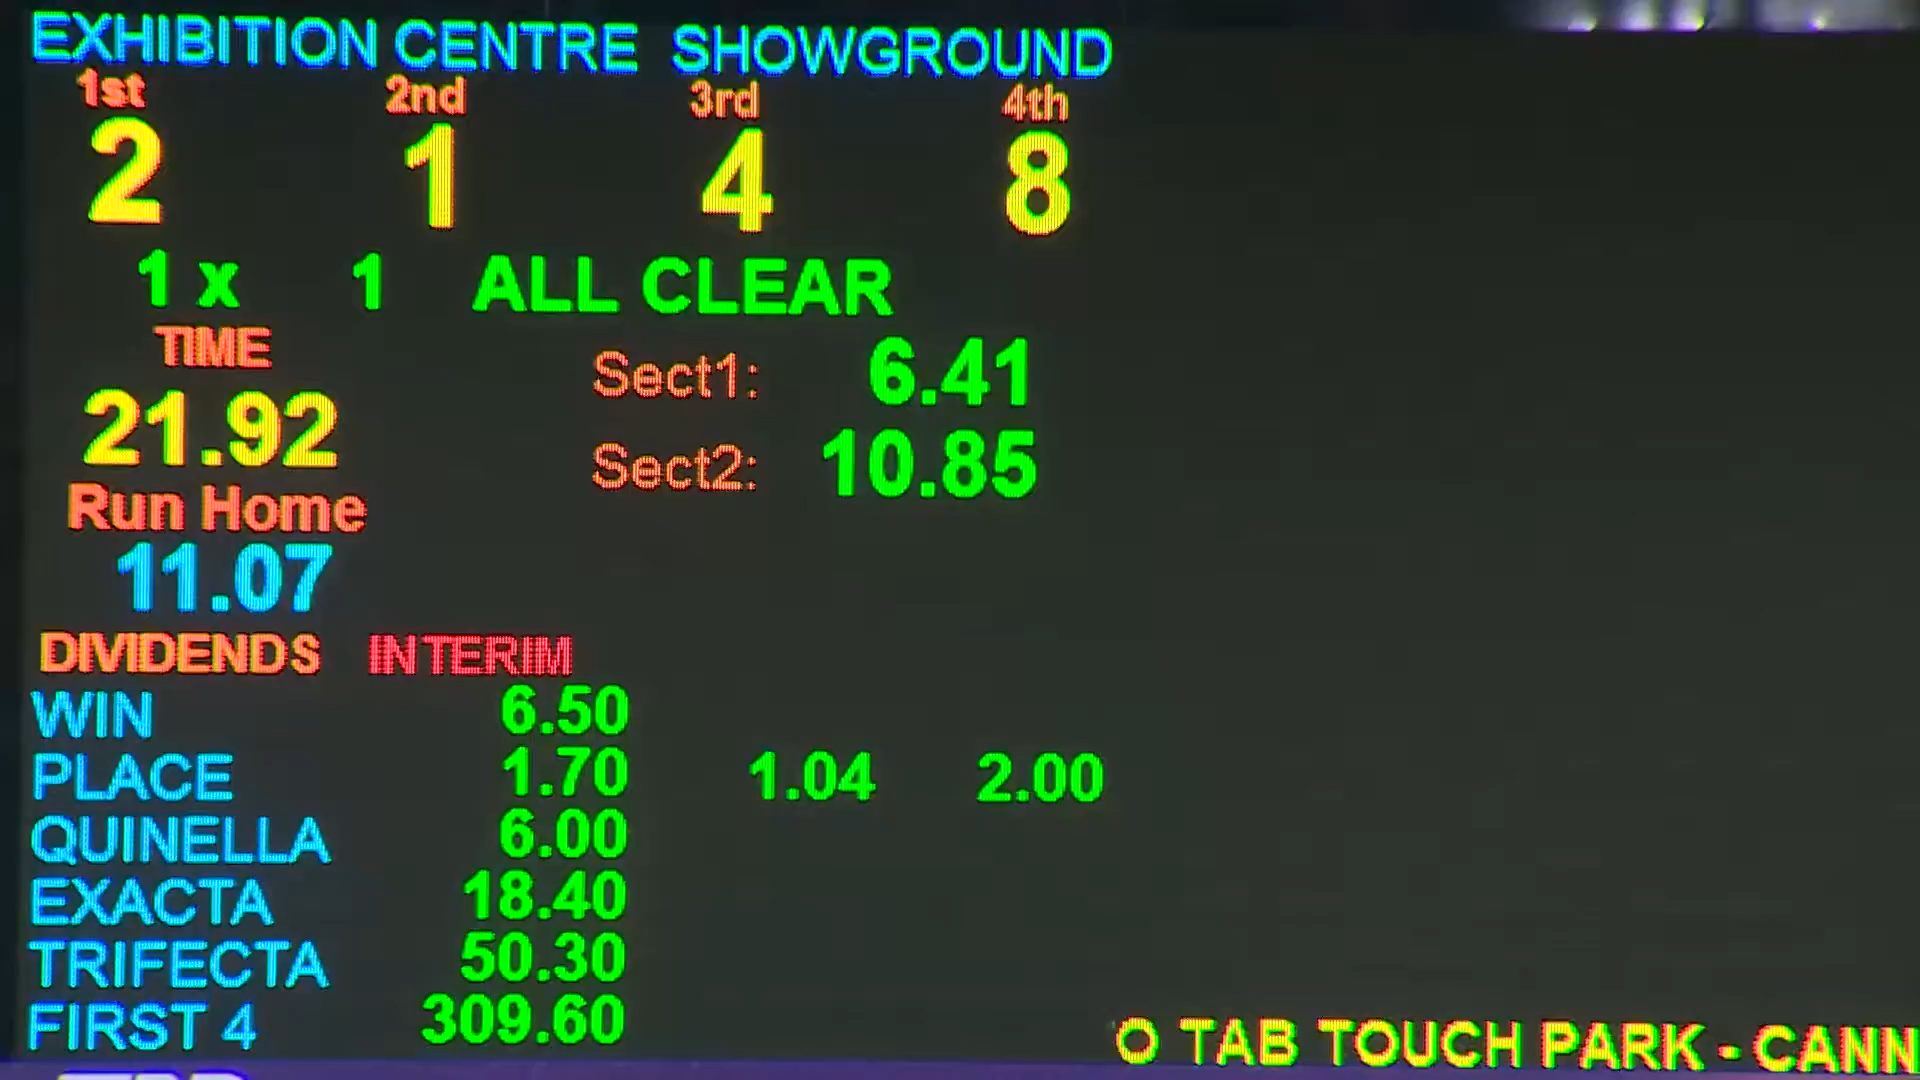 EXHIBITION CENTRE SHOWGROUND
1st 2nd 3rd 4th
2 1 4 8
1 x 1 ALL CLEAR
TIME
Sect1: 6.41
21.92
Sect2: 10.85
Run Home
11.07
DIVIDENDS INTERIM
WIN 6.50
PLACE 1.70 1.04 2.00
QUINELLA 6.00
EXACTA 18.40
TRIFECTA 50.30
FIRST 4 309.60
O TAB TOUCH PARK - CANN